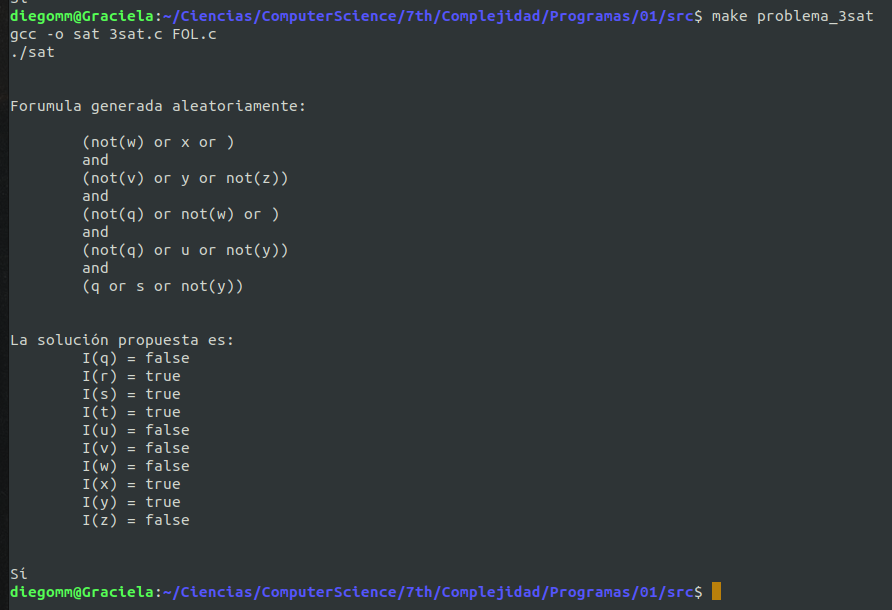 diegomm@Graciela:~/Ciencias/ComputerScience/7th/Complejidad/Programas/01/src$ make problema_3sat
gcc -o sat 3sat.c FOL.c
./sat
Forumula generada aleatoriamente:
(not(w) or x or )
and
(not(v) or y or not(z))
and
(not(q) or not(w) or )
and
(not(q) or u or not(y))
and
(q or s or not(y))
La solución propuesta es:
I(q) = false
I(r) = true
I(s) = true
I(t) = true
I(u) = false
I(v) = false
I(w) = false
I(x) = true
I(y) = true
I(z) = false
Sí
diegomm@Graciela:~/Ciencias/ComputerScience/7th/Complejidad/Programas/01/src$